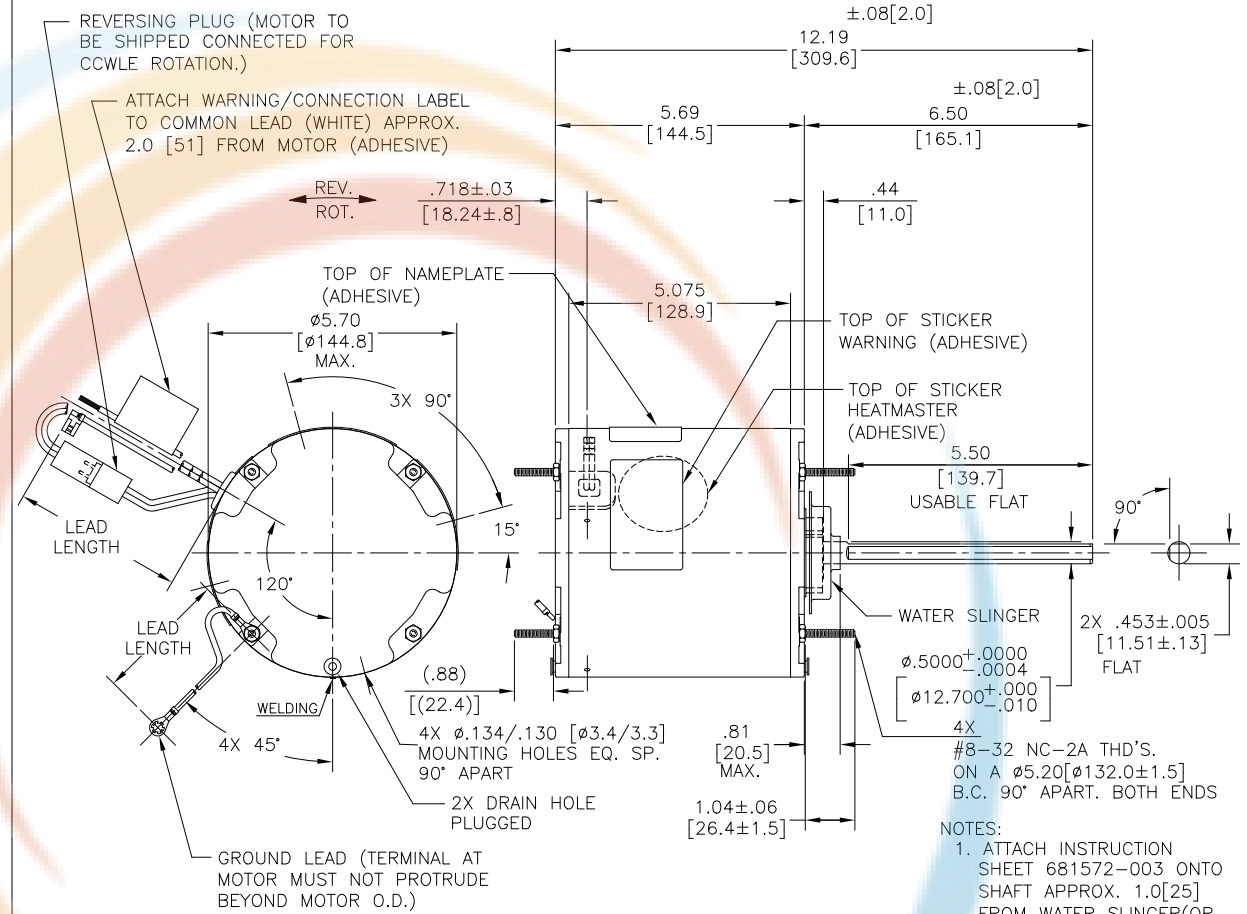 REVERSING PLUG (MOTOR TO
BE SHIPPED CONNECTED FOR
CCWLE ROTATION.)
ATTACH WARNING/CONNECTION LABEL
TO COMMON LEAD (WHITE) APPROX.
2.0 [51] FROM MOTOR (ADHESIVE)
±.08[2.0]
12.19
[309.6]
±.08[2.0]
5.69
[144.5]
6.50
[165.1]
REV.
ROT.
.718±.03
[18.24±.8]
.44
[11.0]
TOP OF NAMEPLATE
(ADHESIVE)
5.075
[128.9]
ø5.70
[ø144.8]
MAX.
TOP OF STICKER
WARNING (ADHESIVE)
3X 90°
TOP OF STICKER
HEATMASTER
(ADHESIVE)
5.50
[139.7]
USABLE FLAT
90°
LEAD
LENGTH
15°
120°
LEAD
LENGTH
WATER SLINGER
2X .453±.005
[11.51±.13]
FLAT
ø.5000+.0000
-.0004
[ø12.700+.000
-.010]
(.88)
[(22.4)]
WELDING
4X 45°
4X ø.134/.130 [ø3.4/3.3]
MOUNTING HOLES EQ. SP.
90° APART
.81
[20.5]
MAX.
4X
#8-32 NC-2A THD'S.
ON A ø5.20[ø132.0±1.5]
B.C. 90° APART. BOTH ENDS
2X DRAIN HOLE
PLUGGED
1.04±.06
[26.4±1.5]
GROUND LEAD (TERMINAL AT
MOTOR MUST NOT PROTRUDE
BEYOND MOTOR O.D.)
NOTES:
1. ATTACH INSTRUCTION
SHEET 681572-003 ONTO
SHAFT APPROX. 1.0[25]
FROM WATER SLINGER(OR